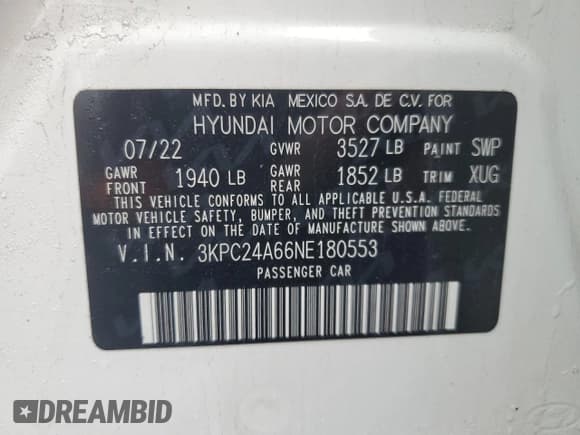 MFD. BY KIA MEXICO S.A. DE C.V. FOR
HYUNDAI MOTOR COMPANY
07/22 GVWR 3527 LB PAINT SWP
GAWR FRONT 1940 LB GAWR REAR 1852 LB TRIM XUG
THIS VEHICLE CONFORMS TO ALL APPLICABLE U.S.A. FEDERAL
MOTOR VEHICLE SAFETY, BUMPER, AND THEFT PREVENTION STANDARDS
IN EFFECT ON THE DATE OF MANUFACTURE SHOWN ABOVE.
V.I.N. 3KPC24A66NE180553
PASSENGER CAR
DREAMBID
DREAMBID